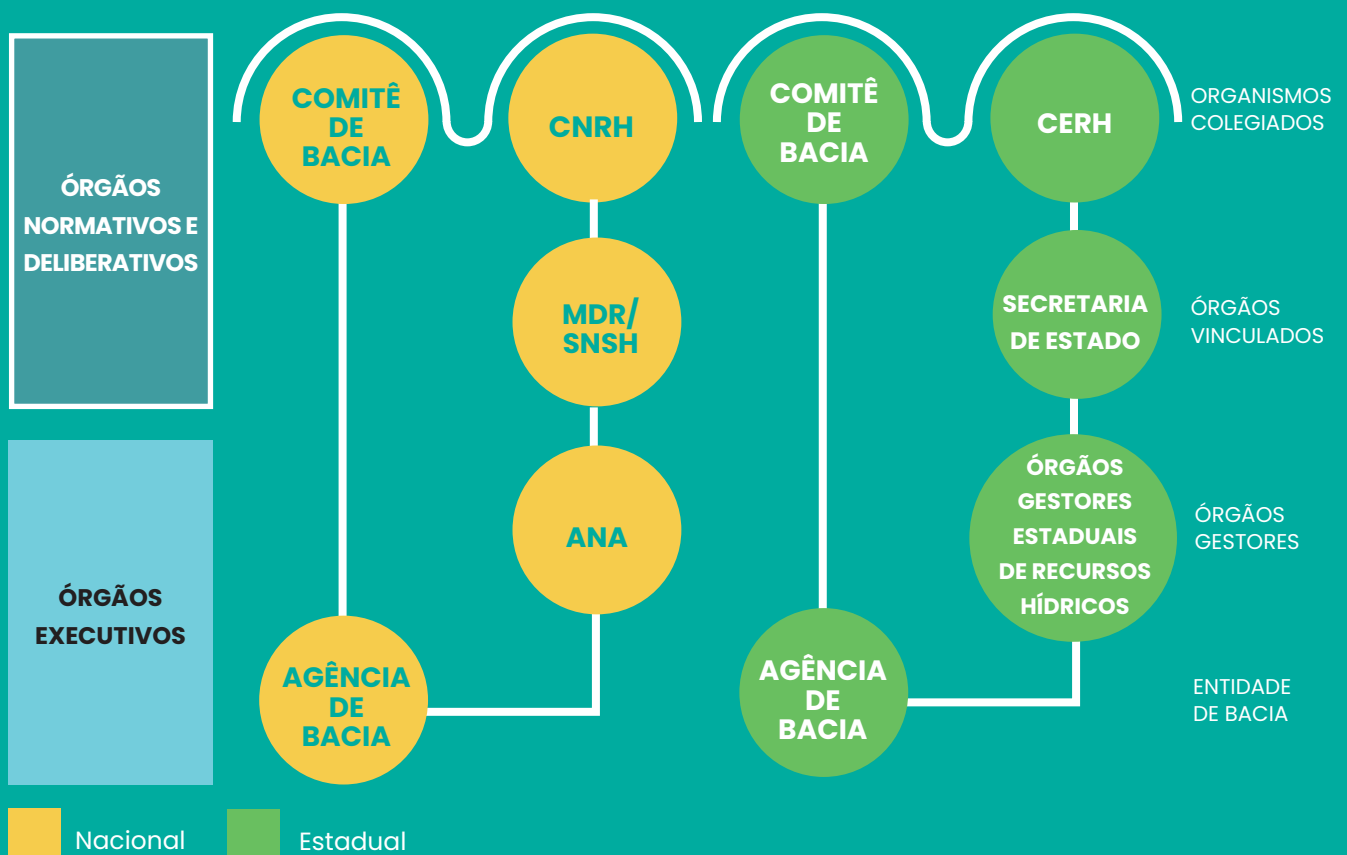 ÓRGÃOS
NORMATIVOS E
DELIBERATIVOS
COMITÊ
DE
BACIA
CNRH
COMITÊ
DE
BACIA
CERH
ORGANISMOS
COLEGIADOS
MDR/
SNSH
SECRETARIA
DE ESTADO
ÓRGÃOS
VINCULADOS
ÓRGÃOS
EXECUTIVOS
ANA
ÓRGÃOS
GESTORES
ESTADUAIS
DE RECURSOS
HÍDRICOS
ÓRGÃOS
GESTORES
AGÊNCIA
DE
BACIA
AGÊNCIA
DE
BACIA
ENTIDADE
DE BACIA
Nacional
Estadual